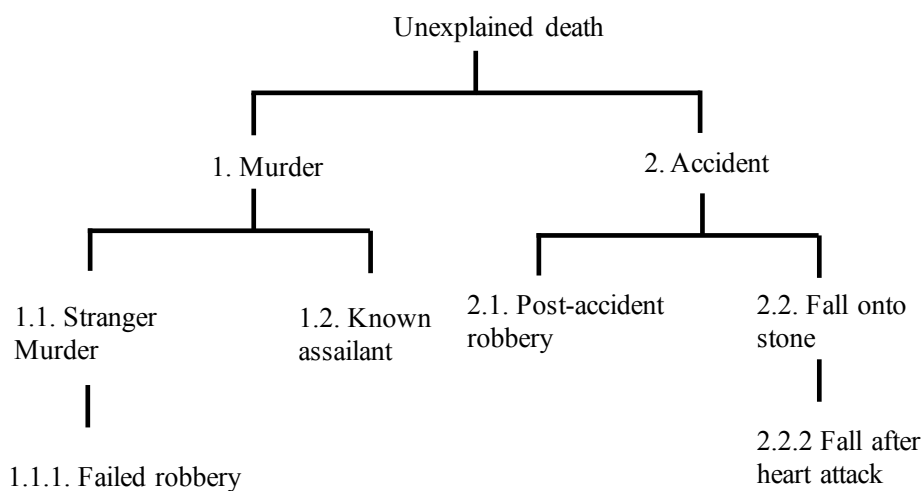 Unexplained death
1. Murder
2. Accident
1.1. Stranger
Murder
1.2. Known
assailant
2.1. Post-accident
robbery
2.2. Fall onto
stone
1.1.1. Failed robbery
2.2.2 Fall after
heart attack